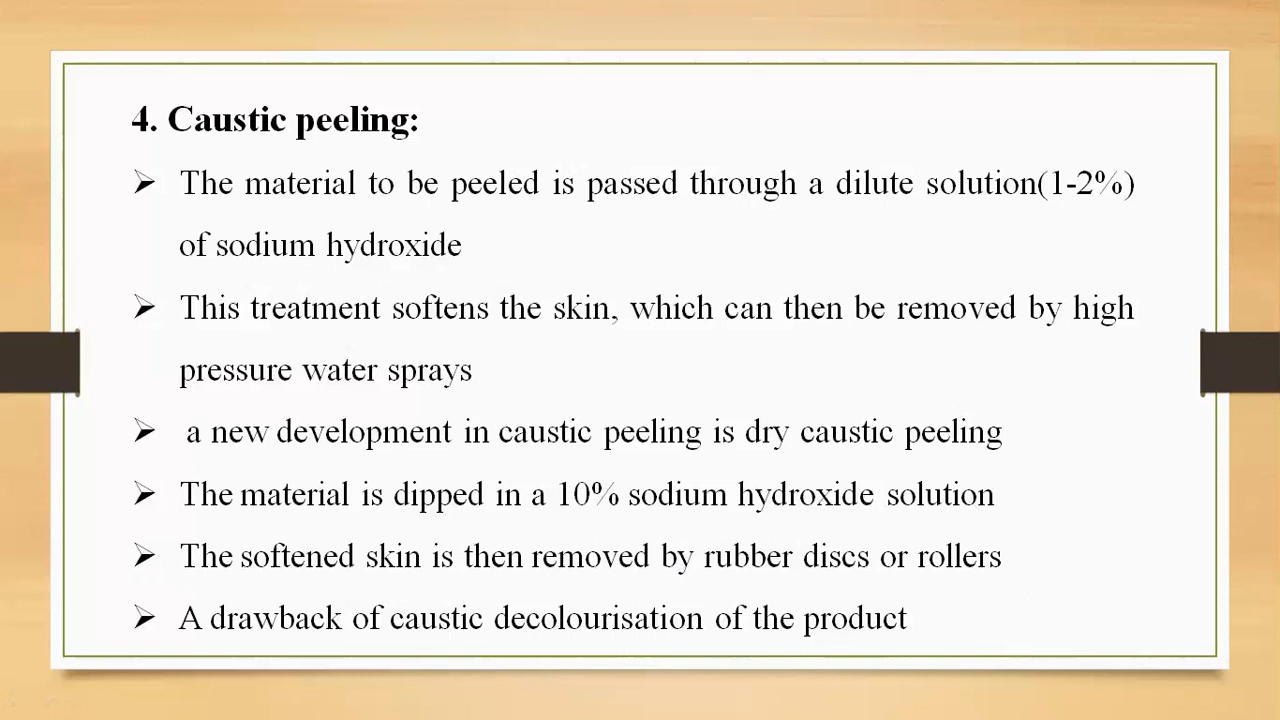 4. Caustic peeling:
➢ The material to be peeled is passed through a dilute solution(1-2%)
of sodium hydroxide
➢ This treatment softens the skin, which can then be removed by high
pressure water sprays
➢ a new development in caustic peeling is dry caustic peeling
➢ The material is dipped in a 10% sodium hydroxide solution
➢ The softened skin is then removed by rubber discs or rollers
➢ A drawback of caustic decolourisation of the product